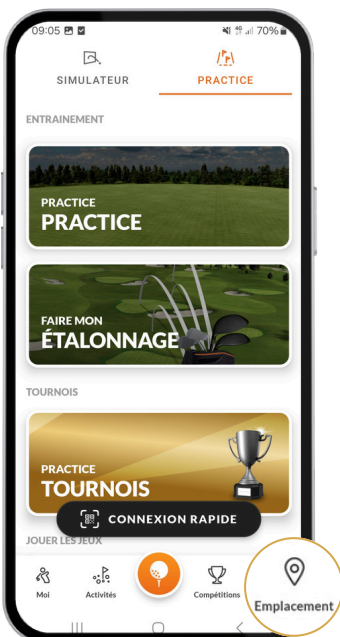 09:05
70%
SIMULATEUR
PRACTICE
ENTRAINEMENT
PRACTICE
PRACTICE
FAIRE MON
ÉTALONNAGE
TOURNOIS
PRACTICE
TOURNOIS
CONNEXION RAPIDE
JOUER LES JEUX
Moi
Activités
Compétitions
Emplacement